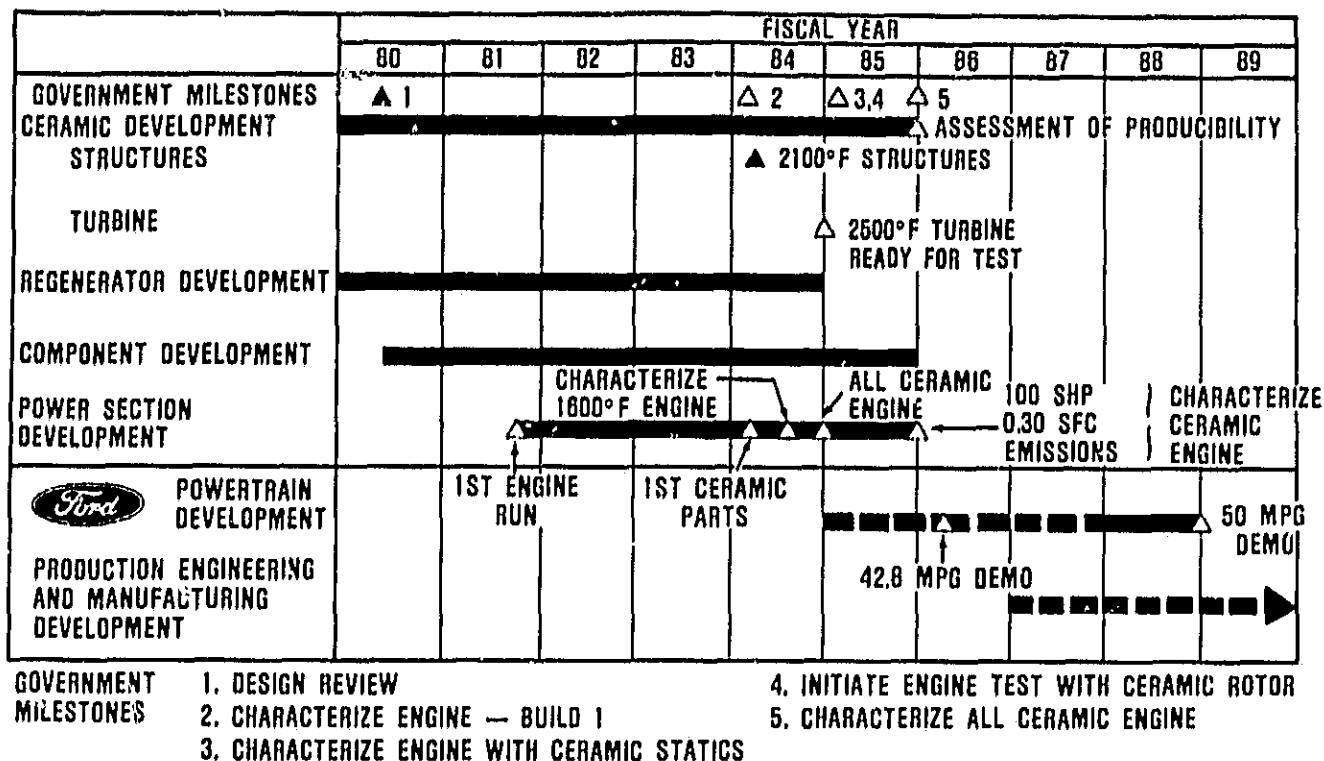 FISCAL YEAR
80 81 82 83 84 85 86 87 88 89
GOVERNMENT MILESTONES 1 2 3,4 5
CERAMIC DEVELOPMENT ASSESSMENT OF PRODUCIBILITY
STRUCTURES 2100°F STRUCTURES
TURBINE 2500°F TURBINE
READY FOR TEST
REGENERATOR DEVELOPMENT
COMPONENT DEVELOPMENT
CHARACTERIZE
1600°F ENGINE
ALL CERAMIC
ENGINE
POWER SECTION
DEVELOPMENT
100 SHP
0.30 SFC
EMISSIONS
CHARACTERIZE
CERAMIC
ENGINE
1ST ENGINE
RUN
1ST CERAMIC
PARTS
Ford
POWERTRAIN
DEVELOPMENT
50 MPG
DEMO
42.8 MPG DEMO
PRODUCTION ENGINEERING
AND MANUFACTURING
DEVELOPMENT
GOVERNMENT
MILESTONES
1. DESIGN REVIEW
2. CHARACTERIZE ENGINE — BUILD 1
3. CHARACTERIZE ENGINE WITH CERAMIC STATICS
4. INITIATE ENGINE TEST WITH CERAMIC ROTOR
5. CHARACTERIZE ALL CERAMIC ENGINE